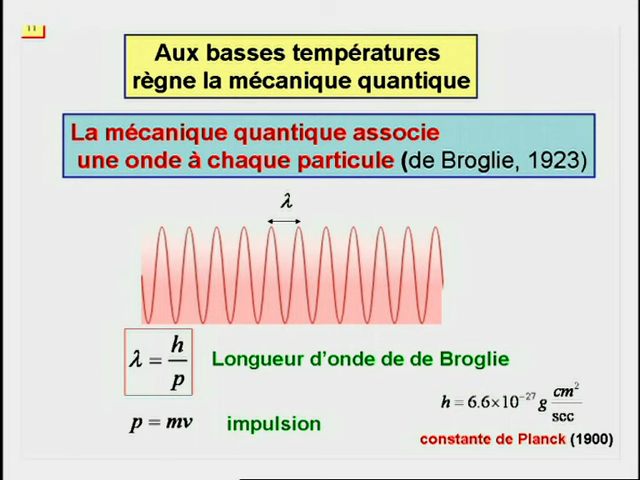 11
Aux basses températures
règne la mécanique quantique
La mécanique quantique associe
une onde à chaque particule (de Broglie, 1923)
λ
λ = h/p Longueur d'onde de de Broglie
p = mv impulsion
h = 6.6×10⁻²⁷ g cm²/sec
constante de Planck (1900)